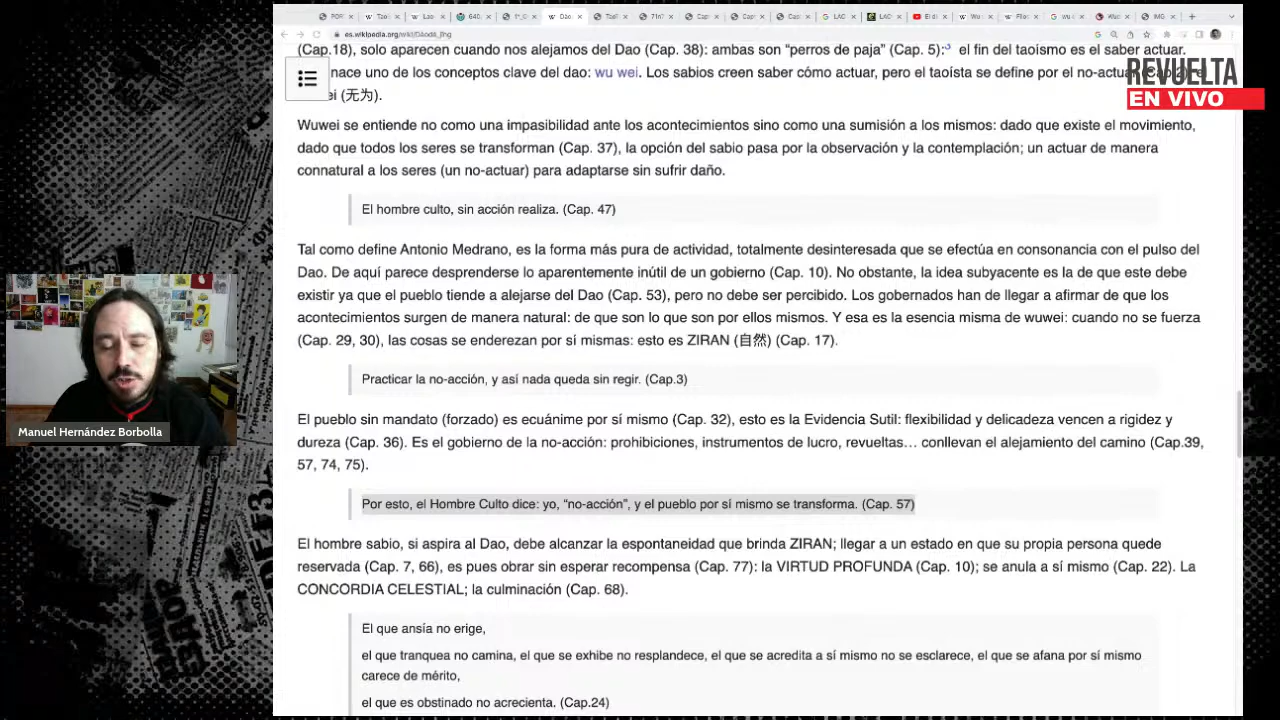 es.wikipedia.org/wiki/Dàodé_jīng
(Cap.18), solo aparecen cuando nos alejamos del Dao (Cap. 38): ambas son “perros de paja” (Cap. 5):³ el fin del taoísmo es el saber actuar.
nace uno de los conceptos clave del dao: wu wei. Los sabios creen saber cómo actuar, pero el taoísta se define por el no-actuar
(无为).
REVUELTA
EN VIVO
Wuwei se entiende no como una impasibilidad ante los acontecimientos sino como una sumisión a los mismos: dado que existe el movimiento,
dado que todos los seres se transforman (Cap. 37), la opción del sabio pasa por la observación y la contemplación; un actuar de manera
connatural a los seres (un no-actuar) para adaptarse sin sufrir daño.
El hombre culto, sin acción realiza. (Cap. 47)
Tal como define Antonio Medrano, es la forma más pura de actividad, totalmente desinteresada que se efectúa en consonancia con el pulso del
Dao. De aquí parece desprenderse lo aparentemente inútil de un gobierno (Cap. 10). No obstante, la idea subyacente es la de que este debe
existir ya que el pueblo tiende a alejarse del Dao (Cap. 53), pero no debe ser percibido. Los gobernados han de llegar a afirmar de que los
acontecimientos surgen de manera natural: de que son lo que son por ellos mismos. Y esa es la esencia misma de wuwei: cuando no se fuerza
(Cap. 29, 30), las cosas se enderezan por sí mismas: esto es ZIRAN (自然) (Cap. 17).
Practicar la no-acción, y así nada queda sin regir. (Cap.3)
El pueblo sin mandato (forzado) es ecuánime por sí mismo (Cap. 32), esto es la Evidencia Sutil: flexibilidad y delicadeza vencen a rigidez y
dureza (Cap. 36). Es el gobierno de la no-acción: prohibiciones, instrumentos de lucro, revueltas… conllevan el alejamiento del camino (Cap.39,
57, 74, 75).
Por esto, el Hombre Culto dice: yo, “no-acción”, y el pueblo por sí mismo se transforma. (Cap. 57)
El hombre sabio, si aspira al Dao, debe alcanzar la espontaneidad que brinda ZIRAN; llegar a un estado en que su propia persona quede
reservada (Cap. 7, 66), es pues obrar sin esperar recompensa (Cap. 77): la VIRTUD PROFUNDA (Cap. 10); se anula a sí mismo (Cap. 22). La
CONCORDIA CELESTIAL; la culminación (Cap. 68).
El que ansía no erige,
el que tranquea no camina, el que se exhibe no resplandece, el que se acredita a sí mismo no se esclarece, el que se afana por sí mismo
carece de mérito,
el que es obstinado no acrecienta. (Cap.24)
Manuel Hernández Borbolla